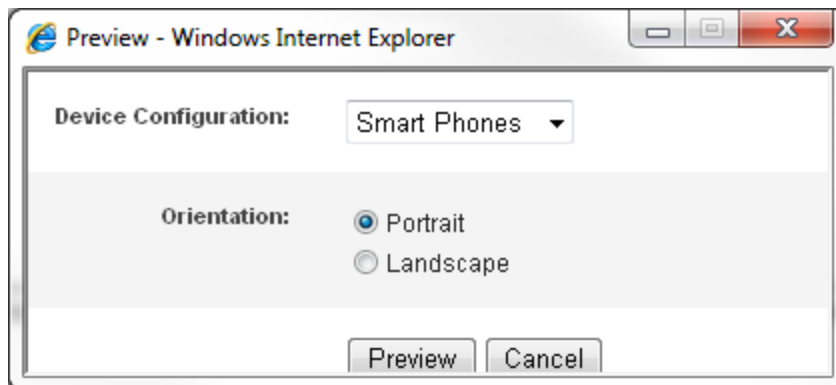 Preview - Windows Internet Explorer
Device Configuration: Smart Phones
Orientation: Portrait
Landscape
Preview Cancel